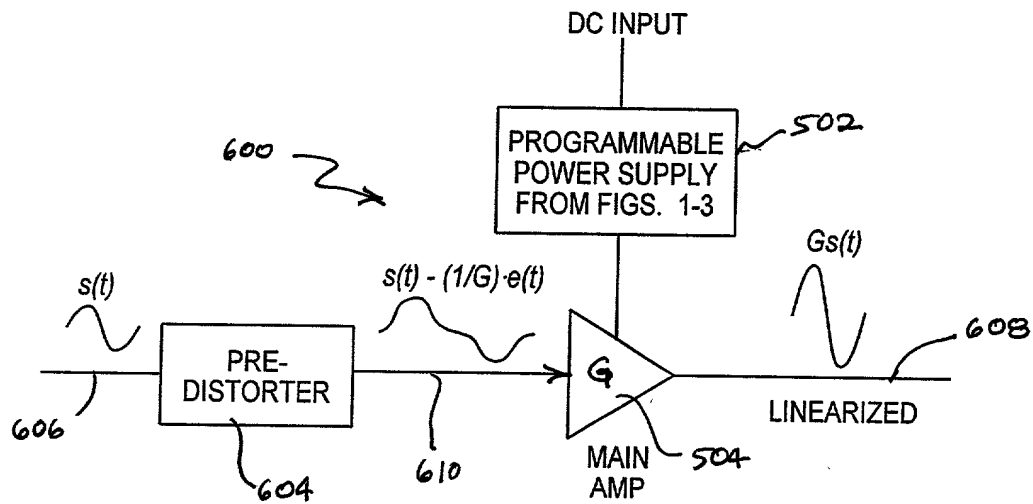 DC INPUT
502
PROGRAMMABLE
POWER SUPPLY
FROM FIGS. 1-3
600
Gs(t)
s(t)
s(t) - (1/G)·e(t)
608
PRE-
DISTORTER
G
LINEARIZED
606
604
610
MAIN
AMP
504